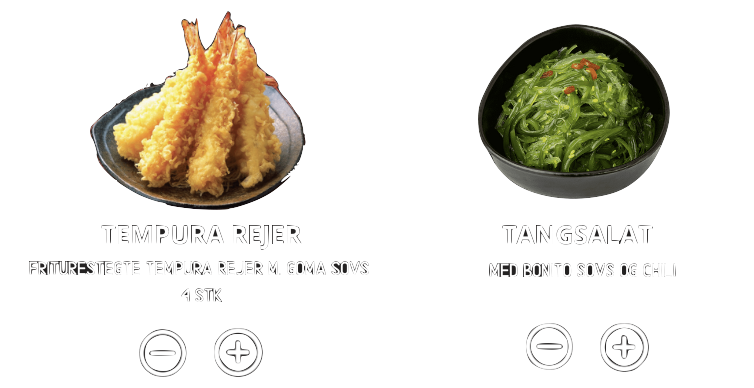 TEMPURA REJER
FRITURESTEGTE TEMPURA REJER M. GOMA SOVS
4 STK
TANGSALAT
MED BONITO SOVS OG CHILI